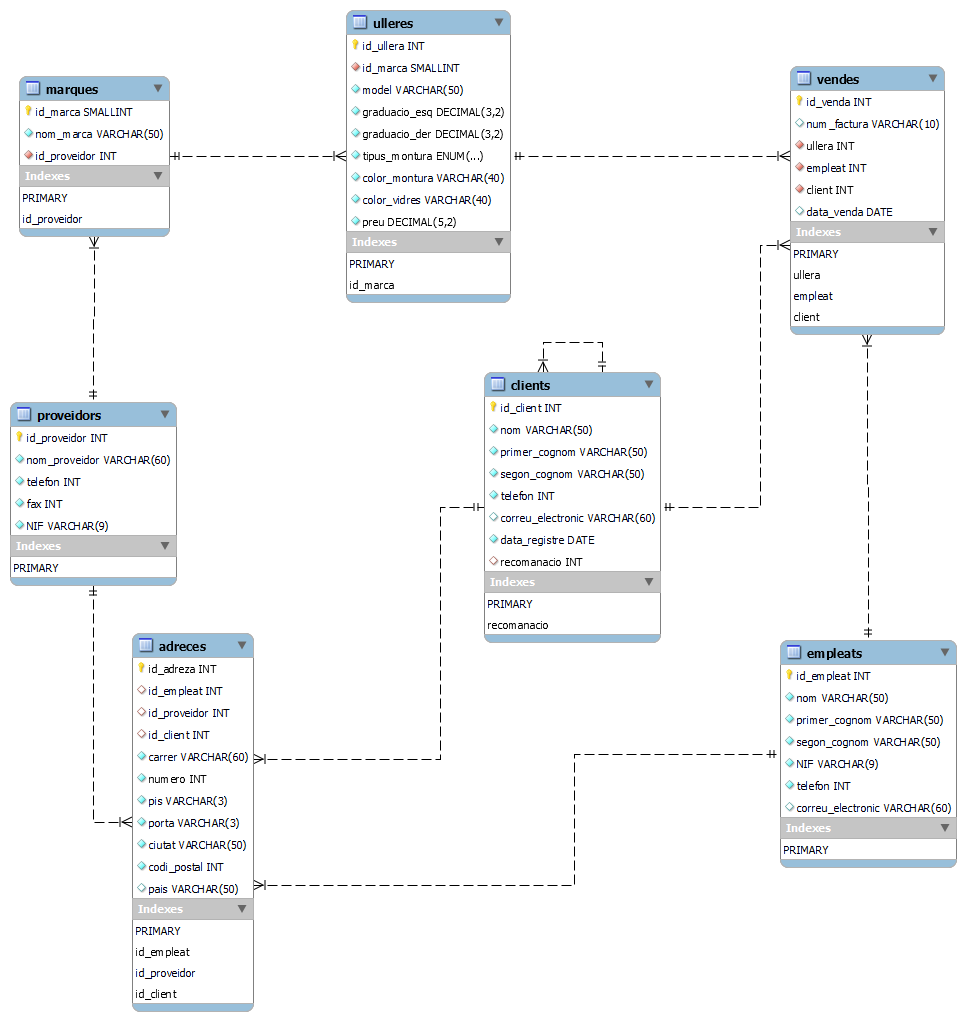 marques
id_marca SMALLINT
nom_marca VARCHAR(50)
id_proveidor INT
Indexes
PRIMARY
id_proveidor
ulleres
id_ullera INT
id_marca SMALLINT
model VARCHAR(50)
graduacio_esq DECIMAL(3,2)
graduacio_der DECIMAL(3,2)
tipus_montura ENUM(...)
color_montura VARCHAR(40)
color_vidres VARCHAR(40)
preu DECIMAL(5,2)
Indexes
PRIMARY
id_marca
vendes
id_venda INT
num_factura VARCHAR(10)
ullera INT
empleat INT
client INT
data_venda DATE
Indexes
PRIMARY
ullera
empleat
client
proveidors
id_proveidor INT
nom_proveidor VARCHAR(60)
telefon INT
fax INT
NIF VARCHAR(9)
Indexes
PRIMARY
clients
id_client INT
nom VARCHAR(50)
primer_cognom VARCHAR(50)
segon_cognom VARCHAR(50)
telefon INT
correu_electronic VARCHAR(60)
data_registre DATE
recomanacio INT
Indexes
PRIMARY
recomanacio
adreces
id_adreza INT
id_empleat INT
id_proveidor INT
id_client INT
carrer VARCHAR(60)
numero INT
pis VARCHAR(3)
porta VARCHAR(3)
ciutat VARCHAR(50)
codi_postal INT
pais VARCHAR(50)
Indexes
PRIMARY
id_empleat
id_proveidor
id_client
empleats
id_empleat INT
nom VARCHAR(50)
primer_cognom VARCHAR(50)
segon_cognom VARCHAR(50)
NIF VARCHAR(9)
telefon INT
correu_electronic VARCHAR(60)
Indexes
PRIMARY